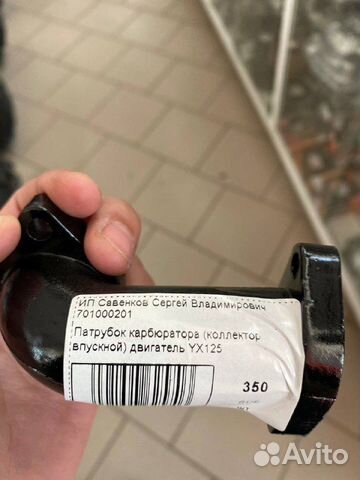 ИП Савенков Сергей Владимирович
701000201
Патрубок карбюратора (коллектор
впускной) двигатель YX125
350
Avito